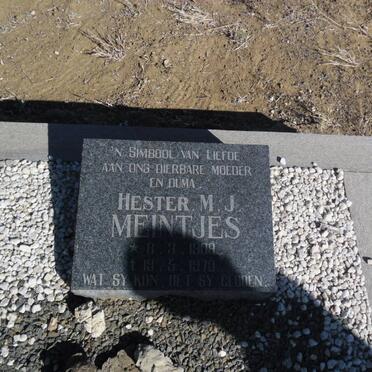 'N SIMBOOL VAN LIEFDE
AAN ONS DIERBARE MOEDER
EN OUMA
HESTER M. J.
MEINTJES
WAT SY KON HET SY GEDOEN